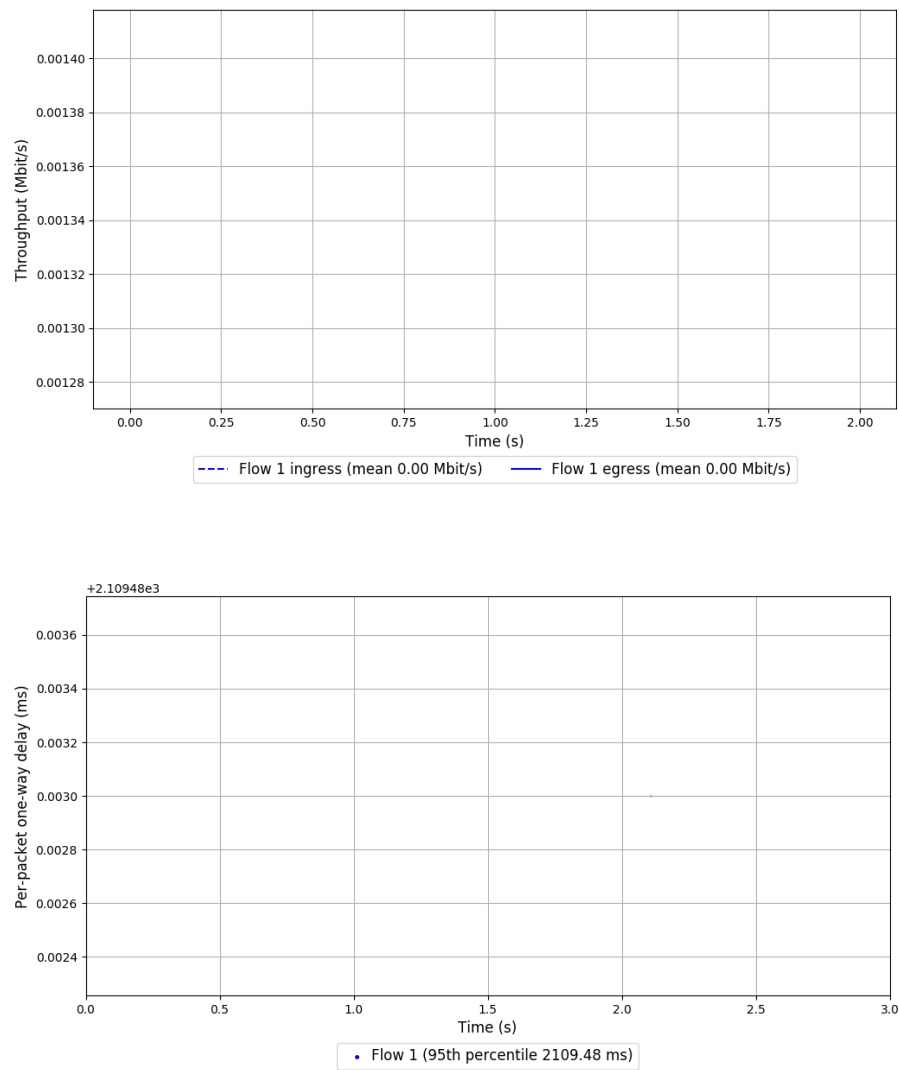 0.00140
0.00138
0.00136
0.00134
0.00132
0.00130
0.00128
Throughput (Mbit/s)
0.00 0.25 0.50 0.75 1.00 1.25 1.50 1.75 2.00
Time (s)
Flow 1 ingress (mean 0.00 Mbit/s) Flow 1 egress (mean 0.00 Mbit/s)
+2.10948e3
0.0036
0.0034
0.0032
0.0030
0.0028
0.0026
0.0024
Per-packet one-way delay (ms)
0.0 0.5 1.0 1.5 2.0 2.5 3.0
Time (s)
Flow 1 (95th percentile 2109.48 ms)